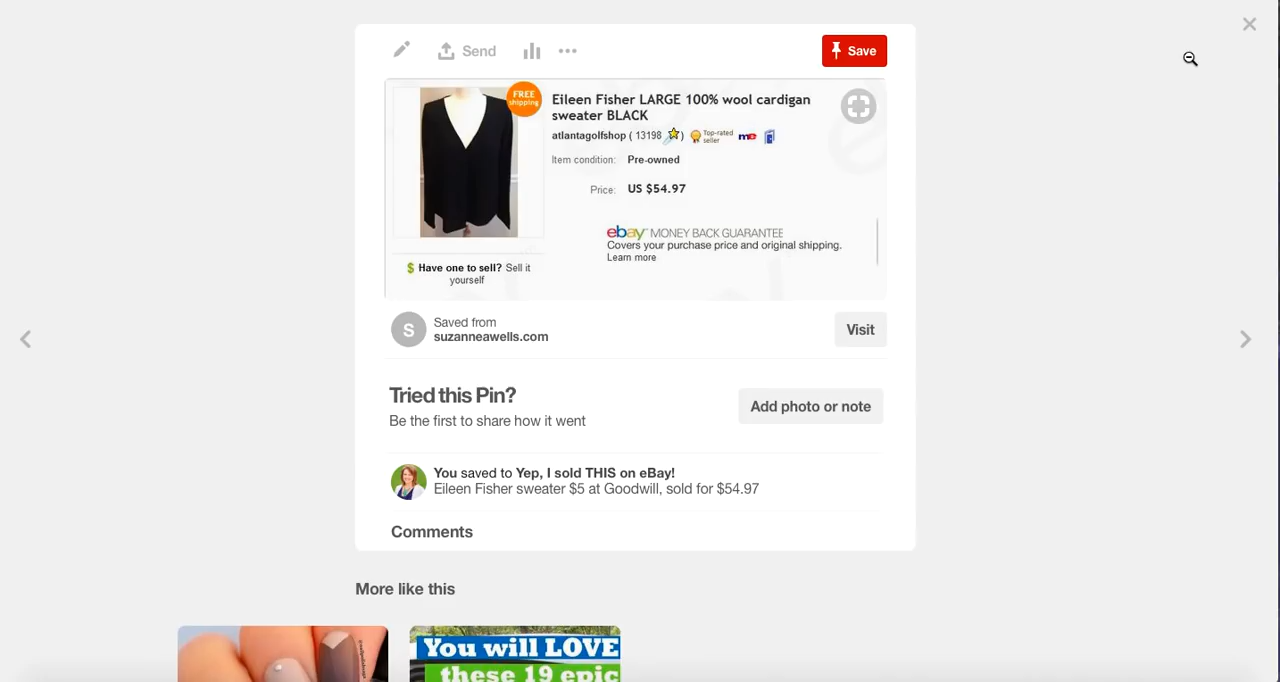 Send
Save
FREE
shipping
Eileen Fisher LARGE 100% wool cardigan
sweater BLACK
atlantagolfshop ( 13198 )
Top-rated
seller
me
Item condition: Pre-owned
Price: US $54.97
ebay MONEY BACK GUARANTEE
Covers your purchase price and original shipping.
Learn more
$ Have one to sell? Sell it
yourself
S
Saved from
suzanneawells.com
Visit
Tried this Pin?
Be the first to share how it went
Add photo or note
You saved to Yep, I sold THIS on eBay!
Eileen Fisher sweater $5 at Goodwill, sold for $54.97
Comments
More like this
You will LOVE
these 19 epic